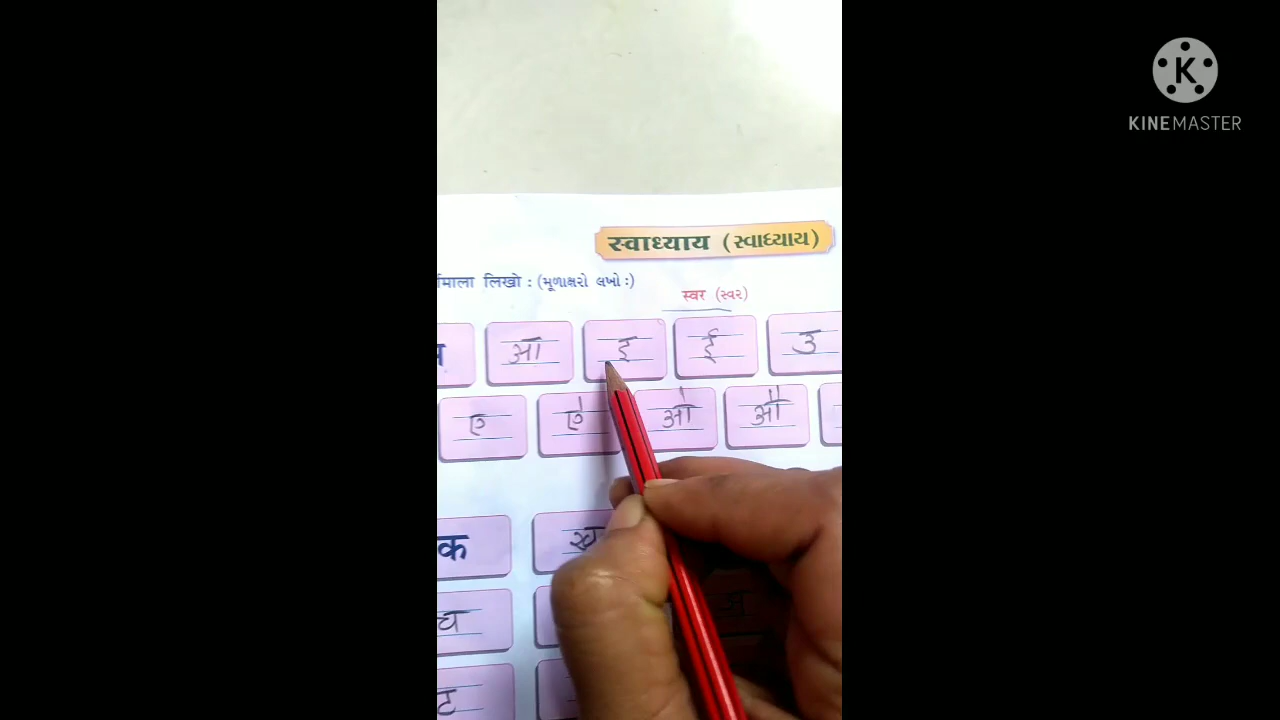 KINEMASTER
स्वाध्याय (સ્વાધ્યાય)
र्णमाला लिखो : (મૂળાક્ષરો લખો :)
स्वर (સ્વર)
आ इ ई उ
ए ऐ ओ औ
क ख
च ज
ट